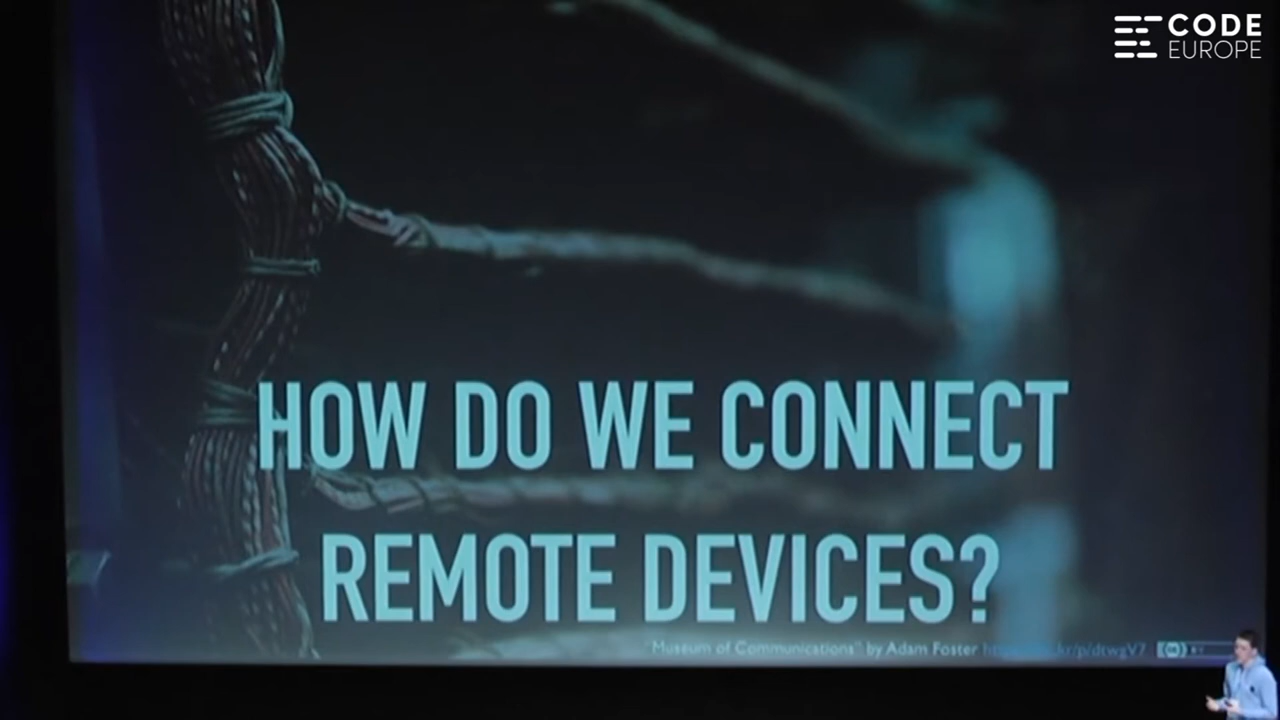 CODE
EUROPE
HOW DO WE CONNECT
REMOTE DEVICES?
"Museum of Communications" by Adam Foster